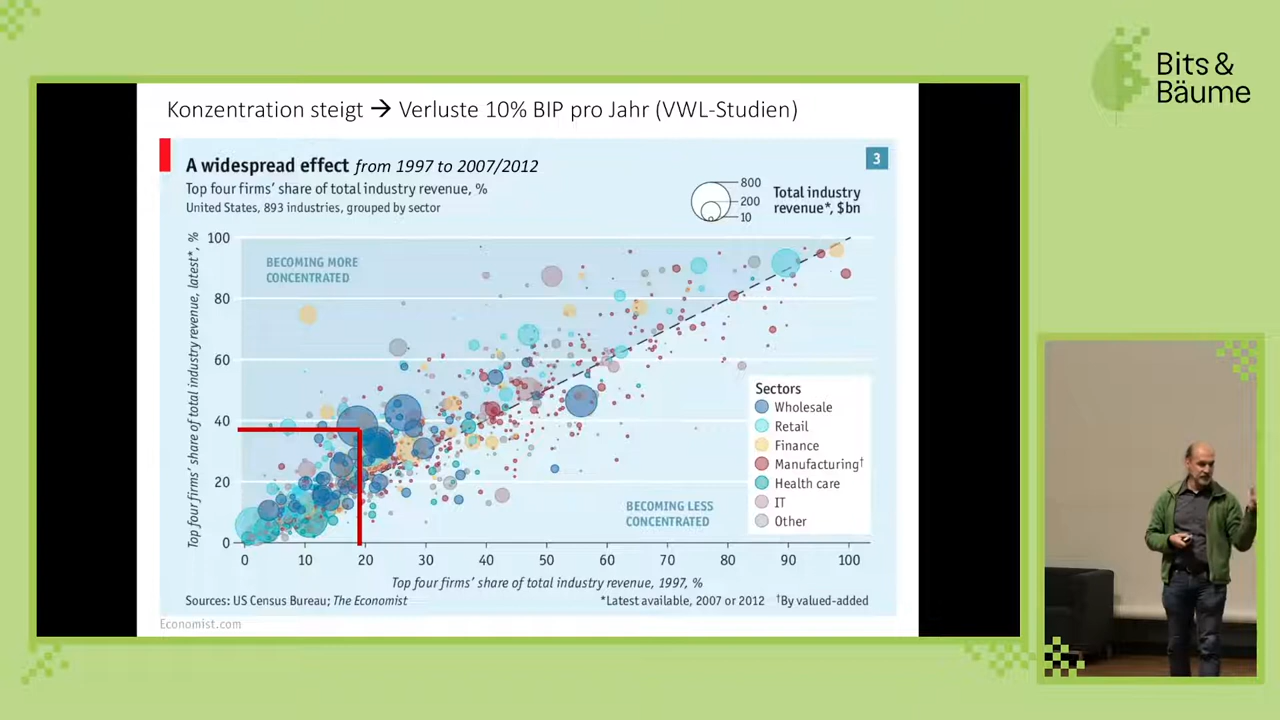 Bits &
Bäume
Konzentration steigt → Verluste 10% BIP pro Jahr (VWL-Studien)
A widespread effect from 1997 to 2007/2012
3
Top four firms' share of total industry revenue, %
United States, 893 industries, grouped by sector
800
200
10
Total industry
revenue*, $bn
Top four firms' share of total industry revenue, latest*, %
100
80
60
40
20
0
BECOMING MORE
CONCENTRATED
BECOMING LESS
CONCENTRATED
Sectors
Wholesale
Retail
Finance
Manufacturing†
Health care
IT
Other
0 10 20 30 40 50 60 70 80 90 100
Top four firms' share of total industry revenue, 1997, %
Sources: US Census Bureau; The Economist
*Latest available, 2007 or 2012 †By valued-added
Economist.com